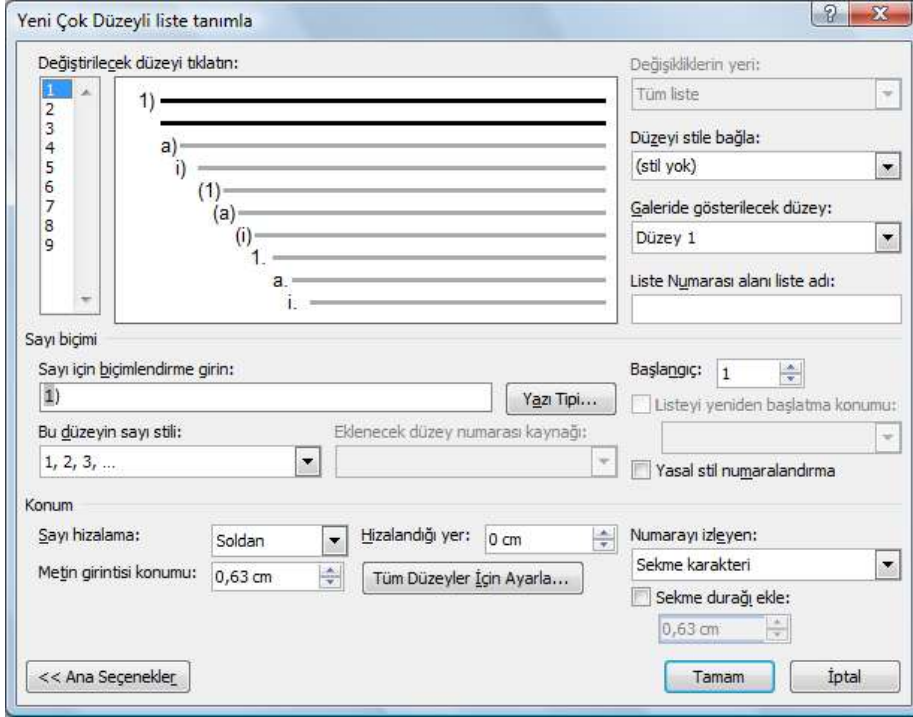 Yeni Çok Düzeyli liste tanımla
Değiştirilecek düzeyi tıklatın:
1
2
3
4
5
6
7
8
9
1)
a)
i)
(1)
(a)
(i)
1.
a.
i.
Değişikliklerin yeri:
Tüm liste
Düzeyi stile bağla:
(stil yok)
Galeride gösterilecek düzey:
Düzey 1
Liste Numarası alanı liste adı:
Sayı biçimi
Sayı için biçimlendirme girin:
1)
Yazı Tipi...
Başlangıç: 1
Listeyi yeniden başlatma konumu:
Bu düzeyin sayı stili:
1, 2, 3, ...
Eklenecek düzey numarası kaynağı:
Yasal stil numaralandırma
Konum
Sayı hizalama: Soldan
Hizalandığı yer: 0 cm
Metin girintisi konumu: 0,63 cm
Tüm Düzeyler İçin Ayarla...
Numarayı izleyen:
Sekme karakteri
Sekme durağı ekle:
0,63 cm
<< Ana Seçenekler
Tamam
İptal